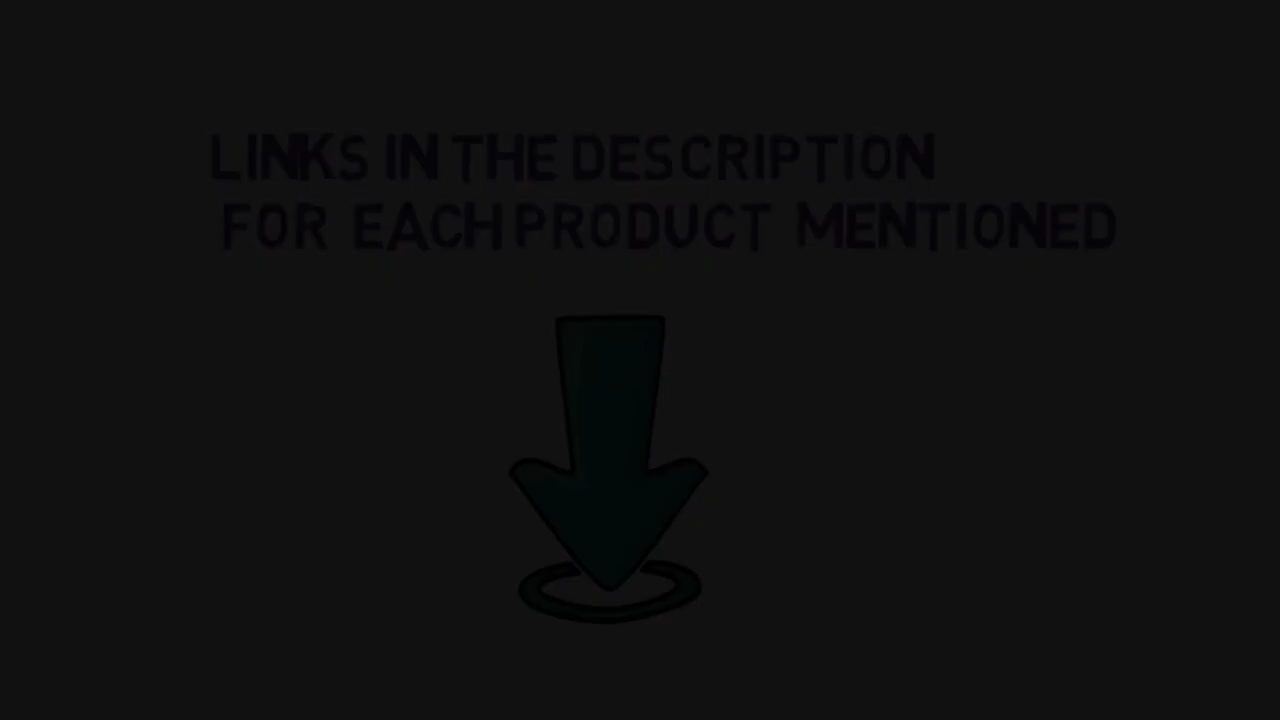 LINKS IN THE DESCRIPTION
FOR EACH PRODUCT MENTIONED